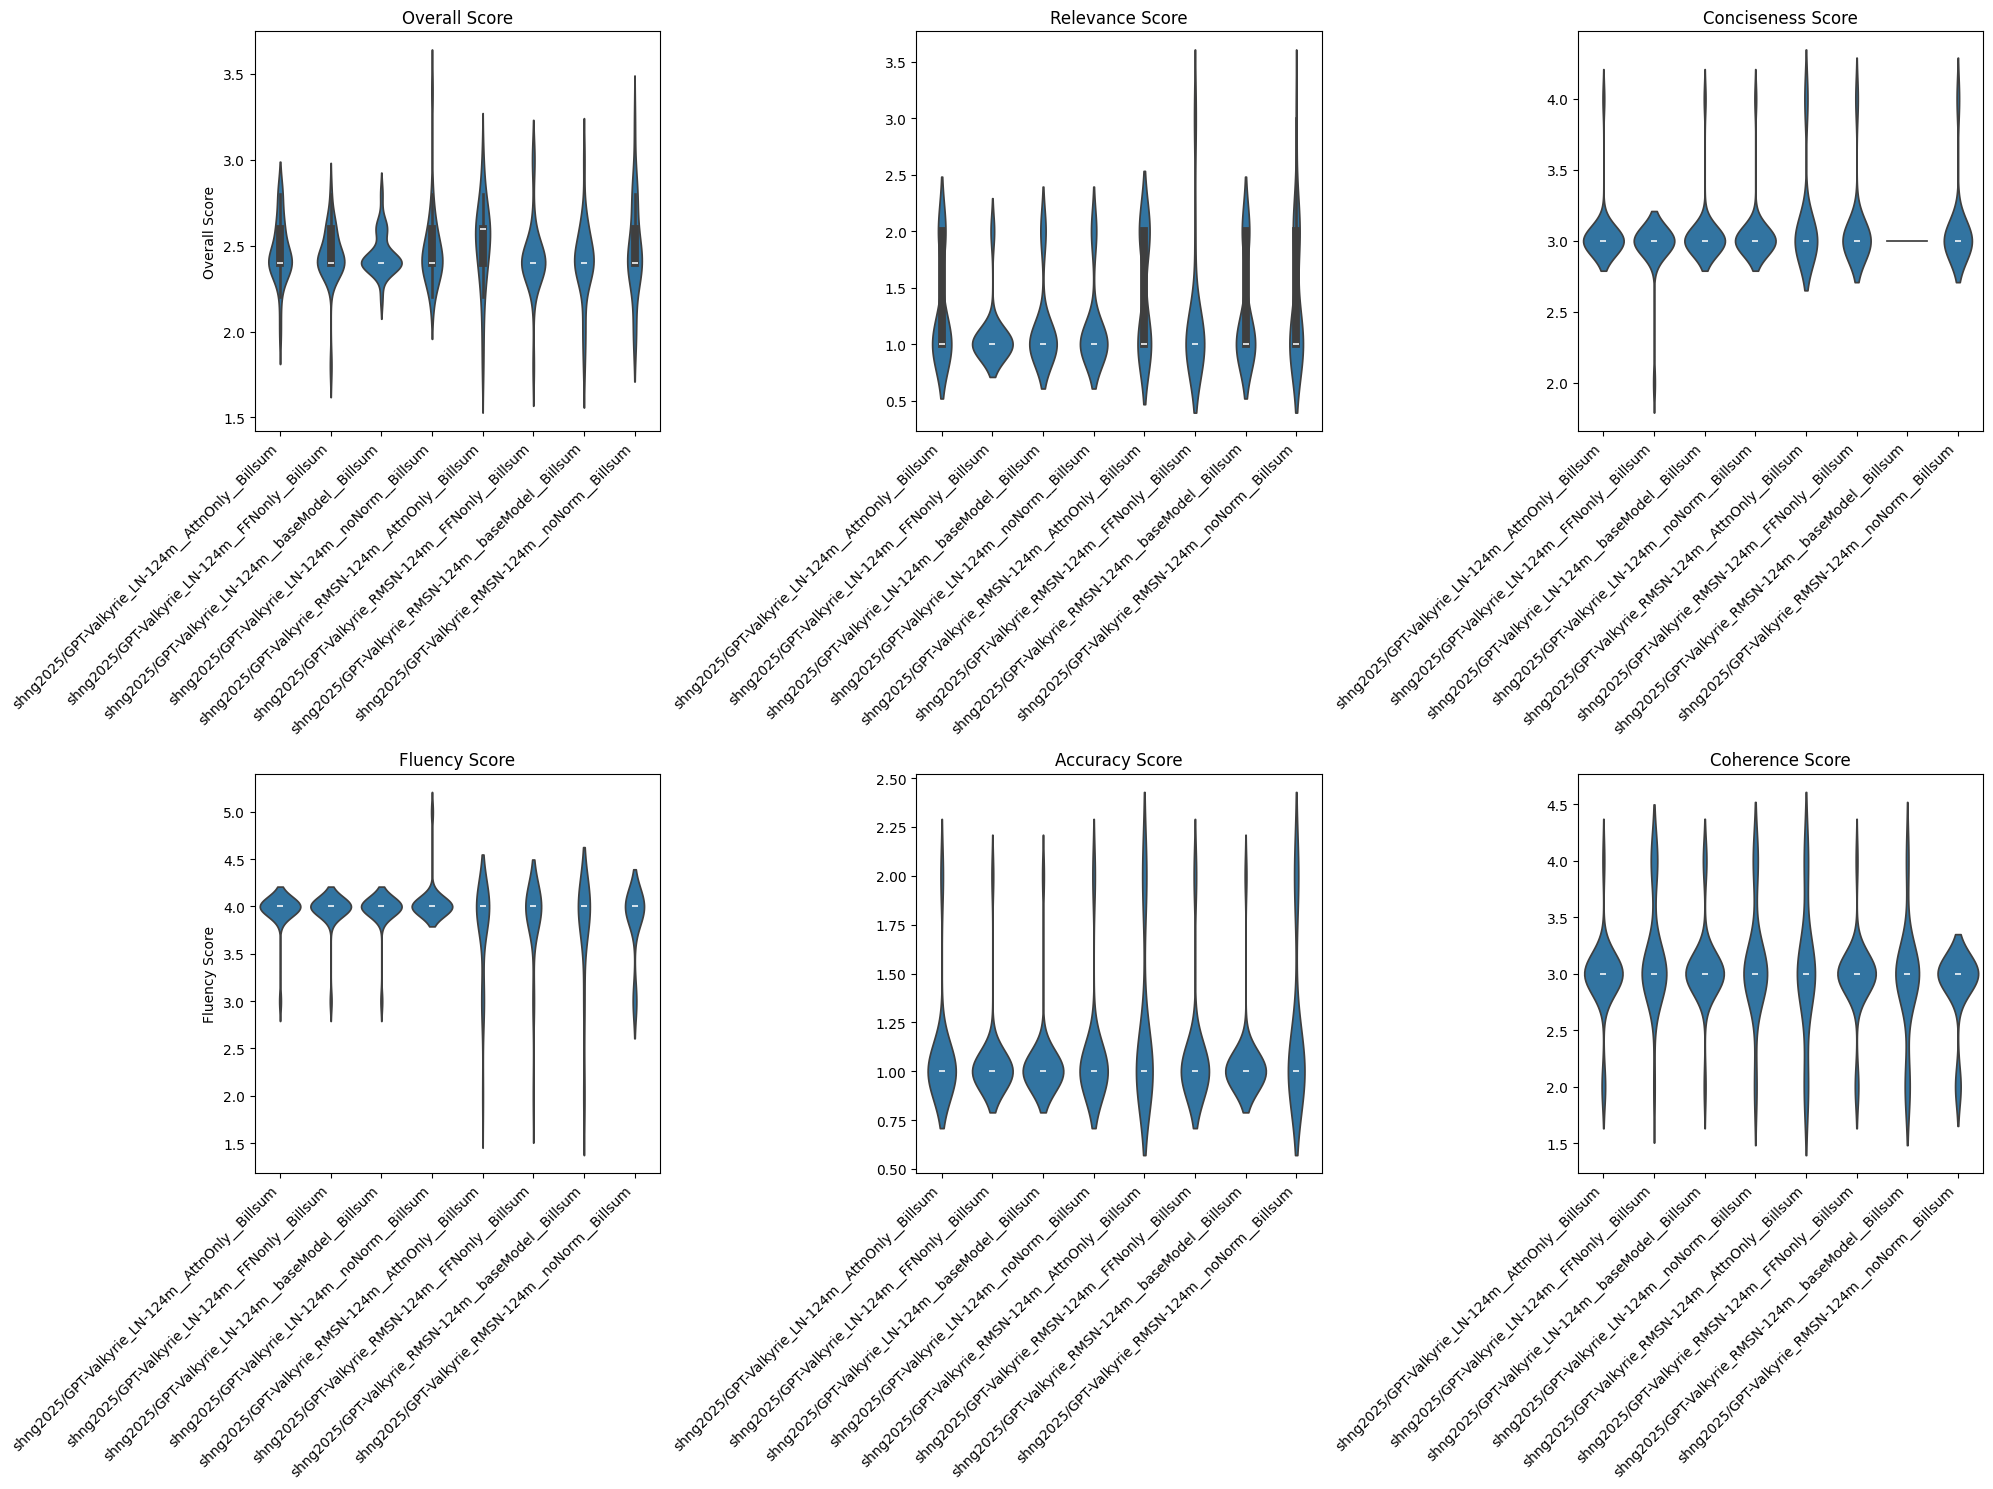 Overall Score
Relevance Score
Conciseness Score
Overall Score
3.5
3.0
2.5
2.0
1.5
3.5
3.0
2.5
2.0
1.5
1.0
0.5
4.0
3.5
3.0
2.5
2.0
shng2025/GPT-Valkyrie_LN-124m__AttnOnly__Billsum
shng2025/GPT-Valkyrie_LN-124m__FFNonly__Billsum
shng2025/GPT-Valkyrie_LN-124m__baseModel__Billsum
shng2025/GPT-Valkyrie_LN-124m__noNorm__Billsum
shng2025/GPT-Valkyrie_RMSN-124m__AttnOnly__Billsum
shng2025/GPT-Valkyrie_RMSN-124m__FFNonly__Billsum
shng2025/GPT-Valkyrie_RMSN-124m__baseModel__Billsum
shng2025/GPT-Valkyrie_RMSN-124m__noNorm__Billsum
shng2025/GPT-Valkyrie_LN-124m__AttnOnly__Billsum
shng2025/GPT-Valkyrie_LN-124m__FFNonly__Billsum
shng2025/GPT-Valkyrie_LN-124m__baseModel__Billsum
shng2025/GPT-Valkyrie_LN-124m__noNorm__Billsum
shng2025/GPT-Valkyrie_RMSN-124m__AttnOnly__Billsum
shng2025/GPT-Valkyrie_RMSN-124m__FFNonly__Billsum
shng2025/GPT-Valkyrie_RMSN-124m__baseModel__Billsum
shng2025/GPT-Valkyrie_RMSN-124m__noNorm__Billsum
shng2025/GPT-Valkyrie_LN-124m__AttnOnly__Billsum
shng2025/GPT-Valkyrie_LN-124m__FFNonly__Billsum
shng2025/GPT-Valkyrie_LN-124m__baseModel__Billsum
shng2025/GPT-Valkyrie_LN-124m__noNorm__Billsum
shng2025/GPT-Valkyrie_RMSN-124m__AttnOnly__Billsum
shng2025/GPT-Valkyrie_RMSN-124m__FFNonly__Billsum
shng2025/GPT-Valkyrie_RMSN-124m__baseModel__Billsum
shng2025/GPT-Valkyrie_RMSN-124m__noNorm__Billsum
Fluency Score
Accuracy Score
Coherence Score
Fluency Score
5.0
4.5
4.0
3.5
3.0
2.5
2.0
1.5
2.50
2.25
2.00
1.75
1.50
1.25
1.00
0.75
0.50
4.5
4.0
3.5
3.0
2.5
2.0
1.5
shng2025/GPT-Valkyrie_LN-124m__AttnOnly__Billsum
shng2025/GPT-Valkyrie_LN-124m__FFNonly__Billsum
shng2025/GPT-Valkyrie_LN-124m__baseModel__Billsum
shng2025/GPT-Valkyrie_LN-124m__noNorm__Billsum
shng2025/GPT-Valkyrie_RMSN-124m__AttnOnly__Billsum
shng2025/GPT-Valkyrie_RMSN-124m__FFNonly__Billsum
shng2025/GPT-Valkyrie_RMSN-124m__baseModel__Billsum
shng2025/GPT-Valkyrie_RMSN-124m__noNorm__Billsum
shng2025/GPT-Valkyrie_LN-124m__AttnOnly__Billsum
shng2025/GPT-Valkyrie_LN-124m__FFNonly__Billsum
shng2025/GPT-Valkyrie_LN-124m__baseModel__Billsum
shng2025/GPT-Valkyrie_LN-124m__noNorm__Billsum
shng2025/GPT-Valkyrie_RMSN-124m__AttnOnly__Billsum
shng2025/GPT-Valkyrie_RMSN-124m__FFNonly__Billsum
shng2025/GPT-Valkyrie_RMSN-124m__baseModel__Billsum
shng2025/GPT-Valkyrie_RMSN-124m__noNorm__Billsum
shng2025/GPT-Valkyrie_LN-124m__AttnOnly__Billsum
shng2025/GPT-Valkyrie_LN-124m__FFNonly__Billsum
shng2025/GPT-Valkyrie_LN-124m__baseModel__Billsum
shng2025/GPT-Valkyrie_LN-124m__noNorm__Billsum
shng2025/GPT-Valkyrie_RMSN-124m__AttnOnly__Billsum
shng2025/GPT-Valkyrie_RMSN-124m__FFNonly__Billsum
shng2025/GPT-Valkyrie_RMSN-124m__baseModel__Billsum
shng2025/GPT-Valkyrie_RMSN-124m__noNorm__Billsum